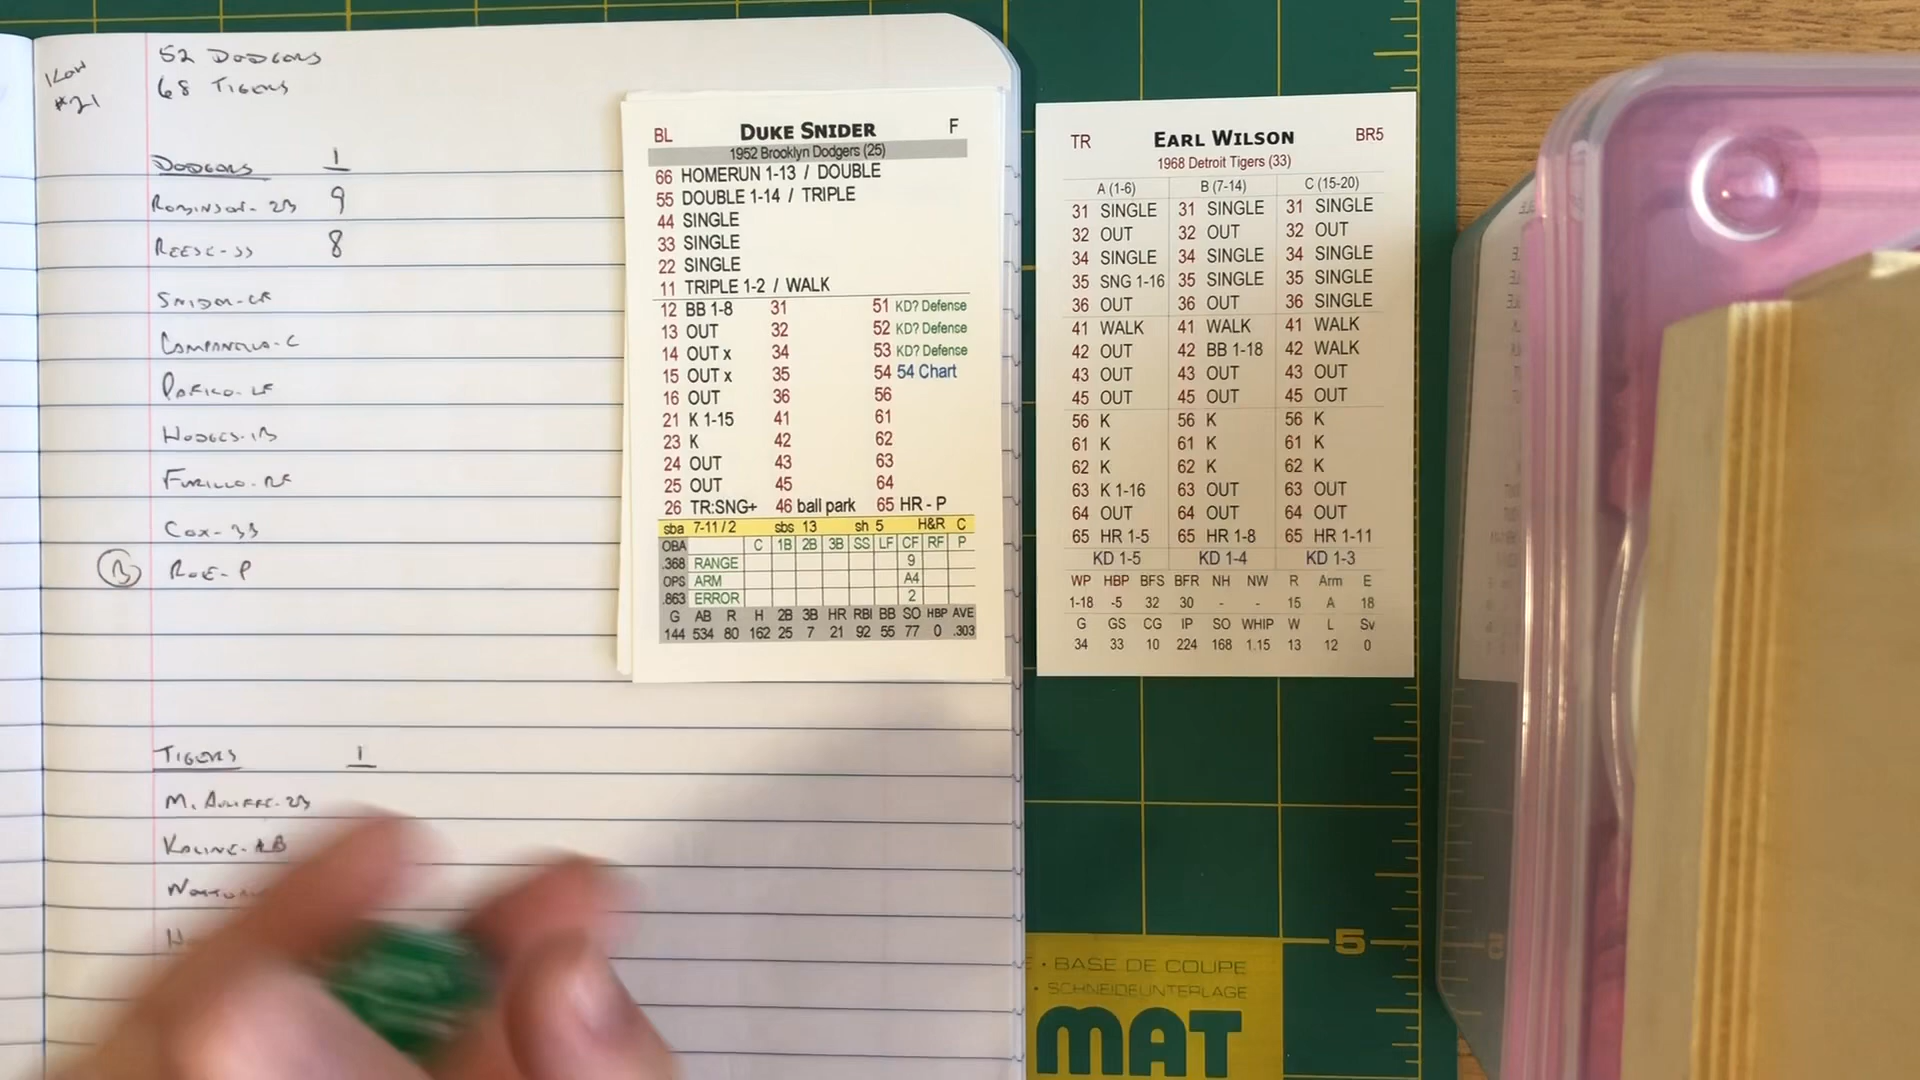 KOW
#21
52 DODGERS
68 TIGERS
DODGERS 1
ROBINSON-2B 9
REESE-SS 8
SNIDER-CF
CAMPANELLA-C
PAFKO-LF
HODGES-1B
FURILLO-RF
COX-3B
B ROE-P
TIGERS 1
MCAULIFFE-2B
KALINE-1B
BL DUKE SNIDER F
1952 Brooklyn Dodgers (25)
66 HOMERUN 1-13 / DOUBLE
55 DOUBLE 1-14 / TRIPLE
44 SINGLE
33 SINGLE
22 SINGLE
11 TRIPLE 1-2 / WALK
12 BB 1-8 31 51 KD? Defense
13 OUT 32 52 KD? Defense
14 OUT x 34 53 KD? Defense
15 OUT x 35 54 54 Chart
16 OUT 36 56
21 K 1-15 41 61
23 K 42 62
24 OUT 43 63
25 OUT 45 64
26 TR:SNG+ 46 ball park 65 HR - P
sba 7-11 / 2 sbs 13 sh 5 H&R C
OBA C 1B 2B 3B SS LF CF RF P
.368 RANGE 9
OPS ARM A4
.863 ERROR 2
G AB R H 2B 3B HR RBI BB SO HBP AVE
144 534 80 162 25 7 21 92 55 77 0 .303
TR EARL WILSON BR5
1968 Detroit Tigers (33)
A (1-6) B (7-14) C (15-20)
31 SINGLE 31 SINGLE 31 SINGLE
32 OUT 32 OUT 32 OUT
34 SINGLE 34 SINGLE 34 SINGLE
35 SNG 1-16 35 SINGLE 35 SINGLE
36 OUT 36 OUT 36 SINGLE
41 WALK 41 WALK 41 WALK
42 OUT 42 BB 1-18 42 WALK
43 OUT 43 OUT 43 OUT
45 OUT 45 OUT 45 OUT
56 K 56 K 56 K
61 K 61 K 61 K
62 K 62 K 62 K
63 K 1-16 63 OUT 63 OUT
64 OUT 64 OUT 64 OUT
65 HR 1-5 65 HR 1-8 65 HR 1-11
KD 1-5 KD 1-4 KD 1-3
WP HBP BFS BFR NH NW R Arm E
1-18 -5 32 30 - - 15 A 18
G GS CG IP SO WHIP W L Sv
34 33 10 224 168 1.15 13 12 0
5
E • BASE DE COUPE
• SCHNEIDEUNTERLAGE
MAT